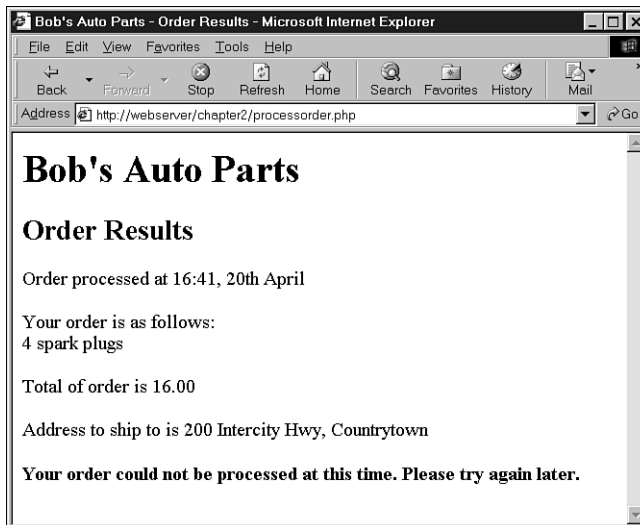 Bob's Auto Parts - Order Results - Microsoft Internet Explorer
File Edit View Favorites Tools Help
Back Forward Stop Refresh Home Search Favorites History Mail
Address http://webserver/chapter2/processorder.php Go
Bob's Auto Parts
Order Results
Order processed at 16:41, 20th April
Your order is as follows:
4 spark plugs
Total of order is 16.00
Address to ship to is 200 Intercity Hwy, Countrytown
Your order could not be processed at this time. Please try again later.